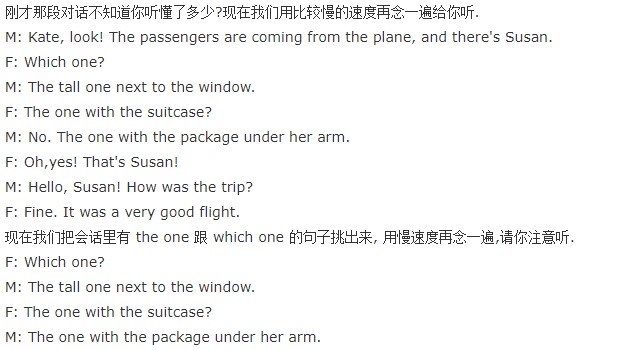 刚才那段对话不知道你听懂了多少?现在我们用比较慢的速度再念一遍给你听.
M: Kate, look! The passengers are coming from the plane, and there's Susan.
F: Which one?
M: The tall one next to the window.
F: The one with the suitcase?
M: No. The one with the package under her arm.
F: Oh,yes! That's Susan!
M: Hello, Susan! How was the trip?
F: Fine. It was a very good flight.
现在我们把会话里有 the one 跟 which one 的句子挑出来, 用慢速度再念一遍,请你注意听.
F: Which one?
M: The tall one next to the window.
F: The one with the suitcase?
M: The one with the package under her arm.